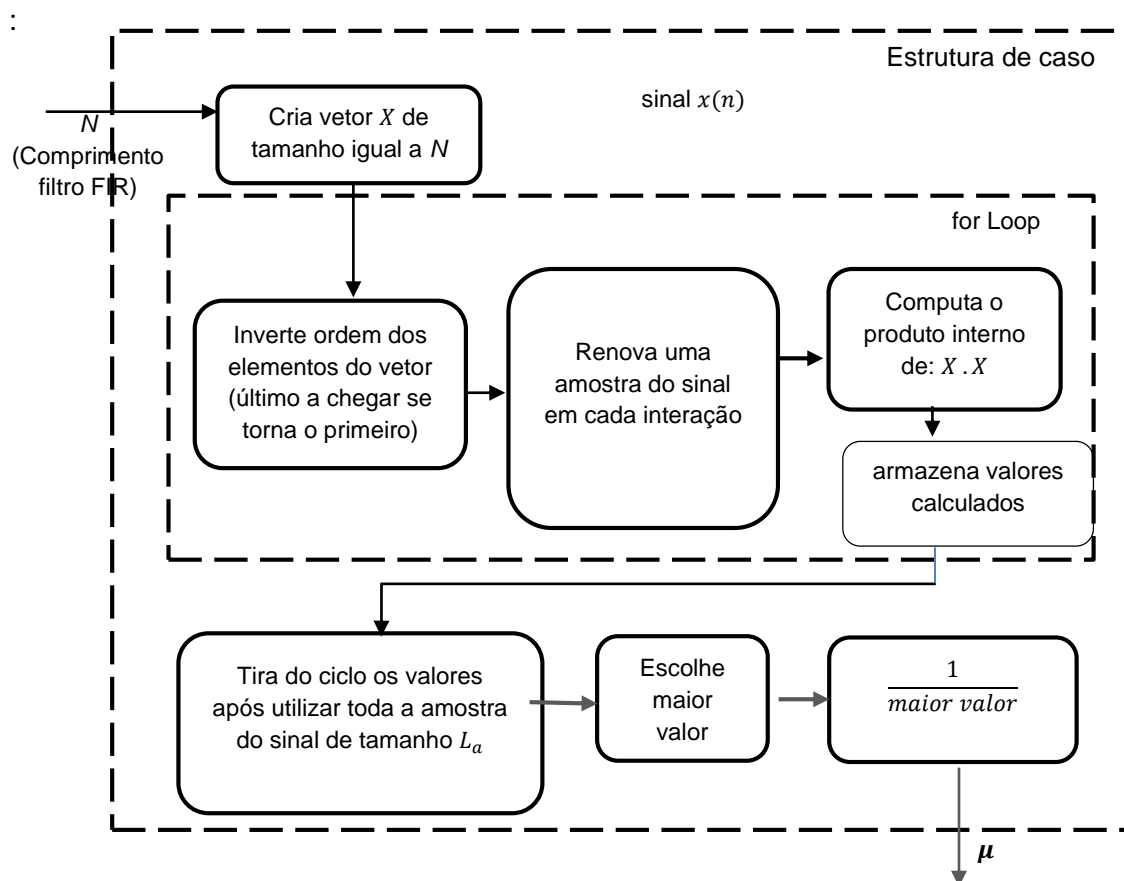 :
Estrutura de caso
sinal x(n)
N
(Comprimento
filtro FIR)
Cria vetor X de
tamanho igual a N
for Loop
Inverte ordem dos
elementos do vetor
(último a chegar se
torna o primeiro)
Renova uma
amostra do sinal
em cada interação
Computa o
produto interno
de: X . X
armazena valores
calculados
Tira do ciclo os valores
após utilizar toda a amostra
do sinal de tamanho Lₐ
Escolhe
maior
valor
1
maior valor
μ